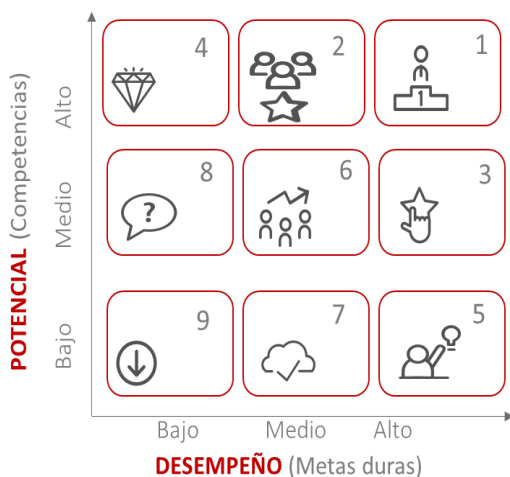 POTENCIAL (Competencias)
Alto
Medio
Bajo
4
2
1
1
8
6
3
?
9
7
5
Bajo
Medio
Alto
DESEMPEÑO (Metas duras)